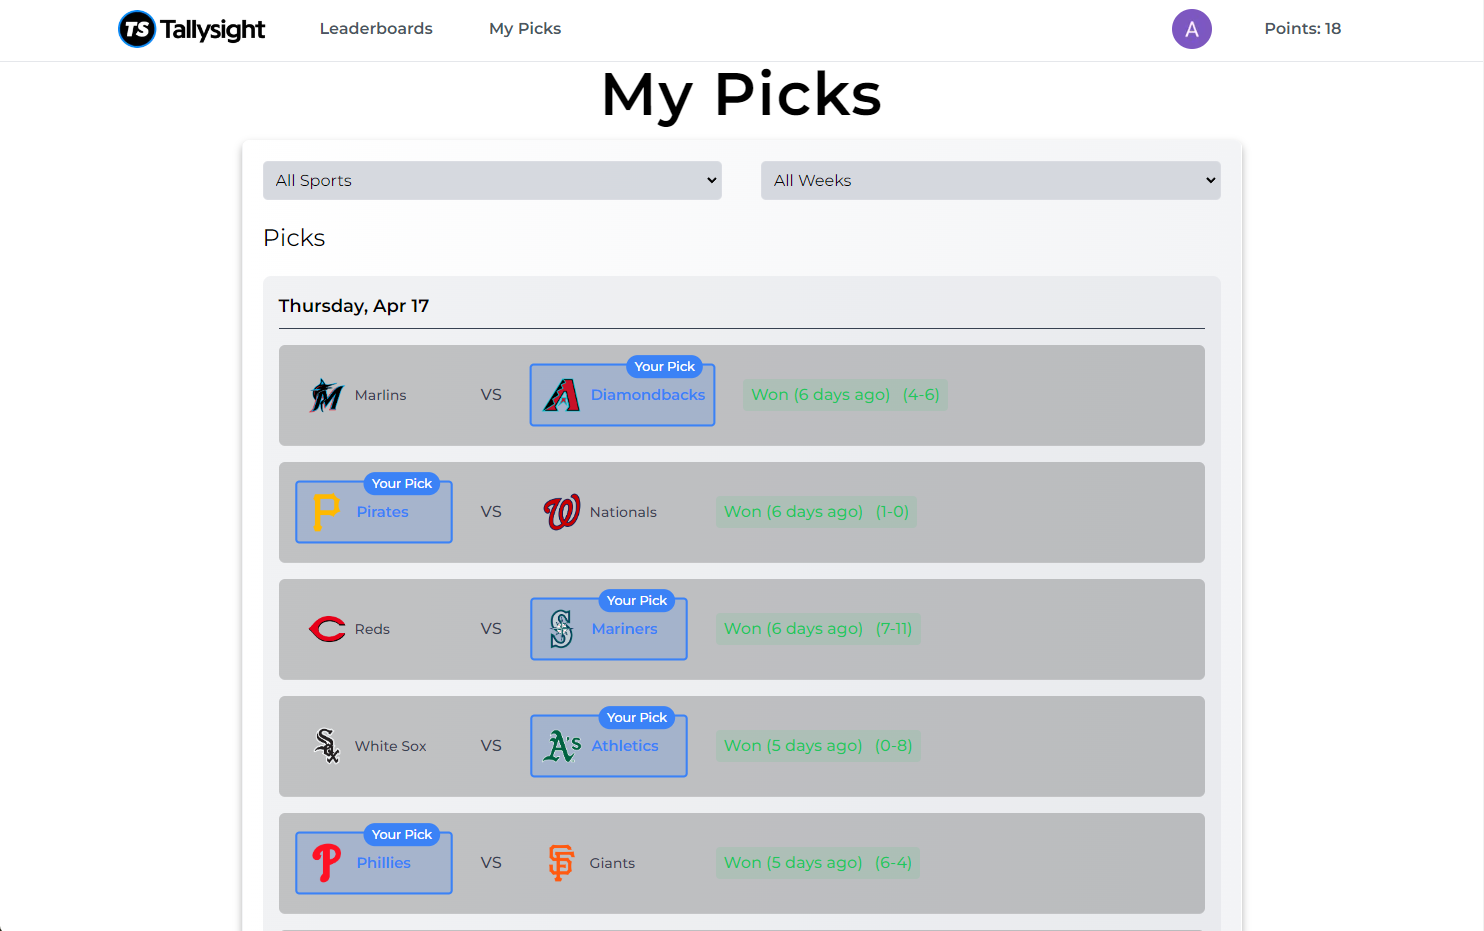 TS Tallysight Leaderboards My Picks A Points: 18
My Picks
All Sports All Weeks
Picks
Thursday, Apr 17
Your Pick
M Marlins VS A Diamondbacks Won (6 days ago) (4-6)
Your Pick
P Pirates VS W Nationals Won (6 days ago) (1-0)
Your Pick
C Reds VS S Mariners Won (6 days ago) (7-11)
Your Pick
Sox White Sox VS A's Athletics Won (5 days ago) (0-8)
Your Pick
P Phillies VS SF Giants Won (5 days ago) (6-4)